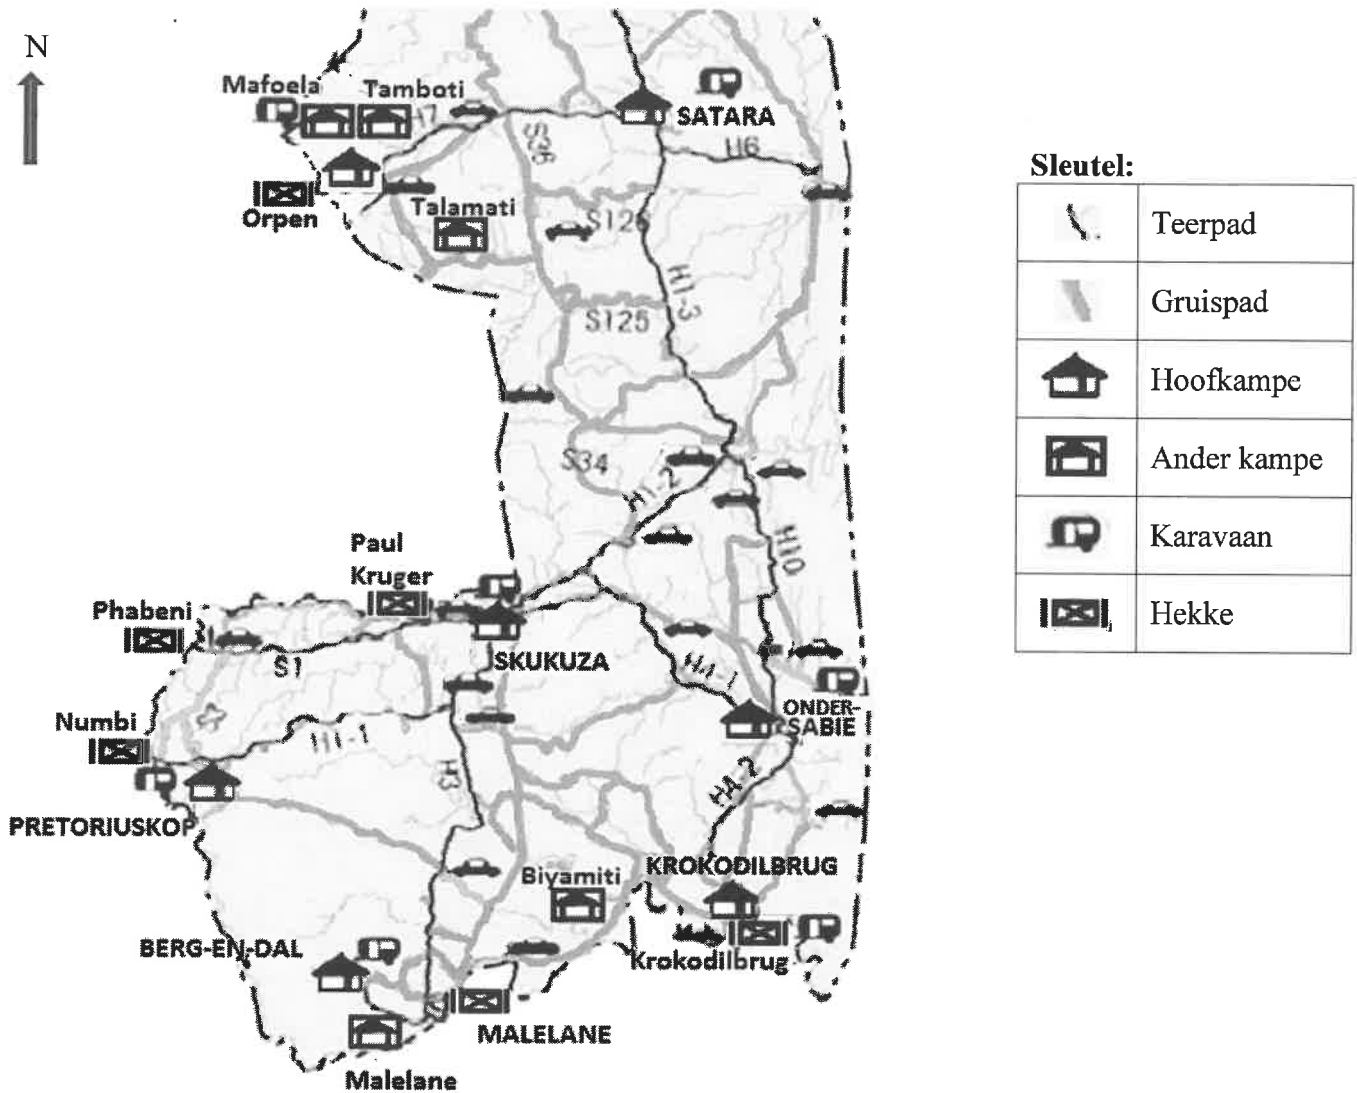 N
Mafoela
Tamboti
H7
SATARA
S36
H6
Orpen
Talamati
S126
H1-3
S125
S34
H1-2
H10
Paul
Kruger
Phabeni
S1
SKUKUZA
H4-1
ONDER-
SABIE
Numbi
H1-1
H3
H4-2
PRETORIUSKOP
KROKODILBRUG
Biyamiti
BERG-EN-DAL
Krokodilbrug
MALELANE
Malelane
Sleutel:
Teerpad
Gruispad
Hoofkampe
Ander kampe
Karavaan
Hekke